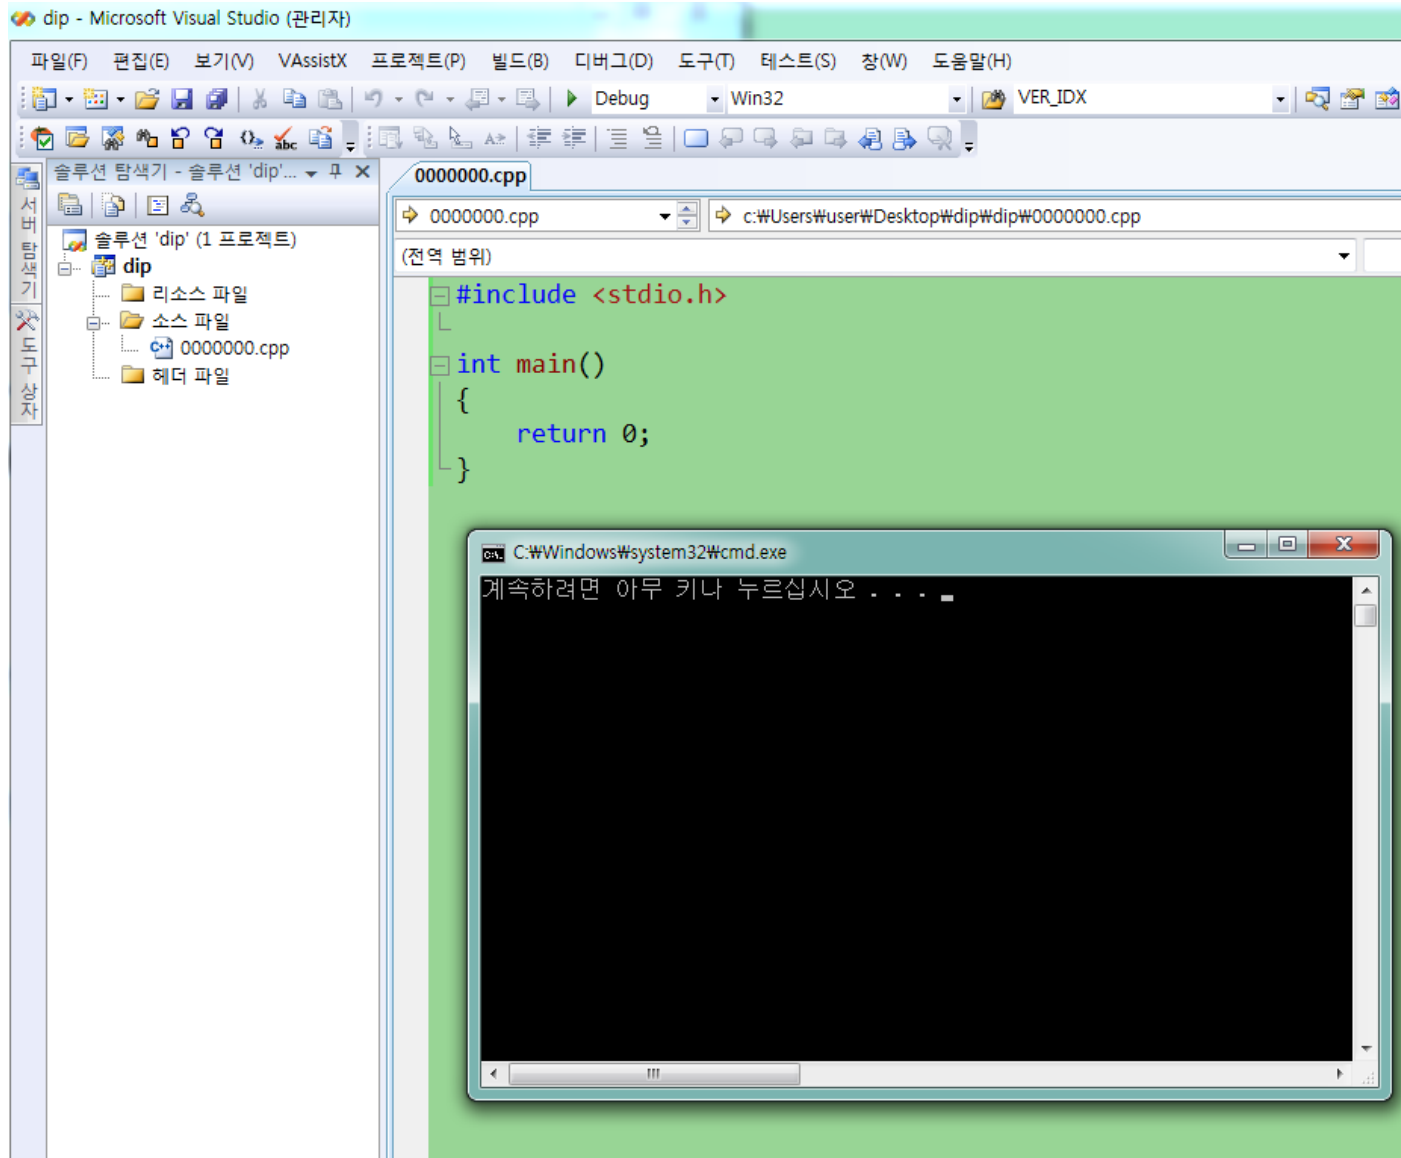 dip - Microsoft Visual Studio (관리자)
파일(F) 편집(E) 보기(V) VAssistX 프로젝트(P) 빌드(B) 디버그(D) 도구(T) 테스트(S) 창(W) 도움말(H)
Debug Win32 VER_IDX
abc
서버 탐색기
도구 상자
솔루션 탐색기 - 솔루션 'dip'...
솔루션 'dip' (1 프로젝트)
dip
리소스 파일
소스 파일
0000000.cpp
헤더 파일
0000000.cpp
0000000.cpp c:₩Users₩user₩Desktop₩dip₩dip₩0000000.cpp
(전역 범위)
#include <stdio.h>
int main()
{
return 0;
}
C:₩Windows₩system32₩cmd.exe
계속하려면 아무 키나 누르십시오 . . .